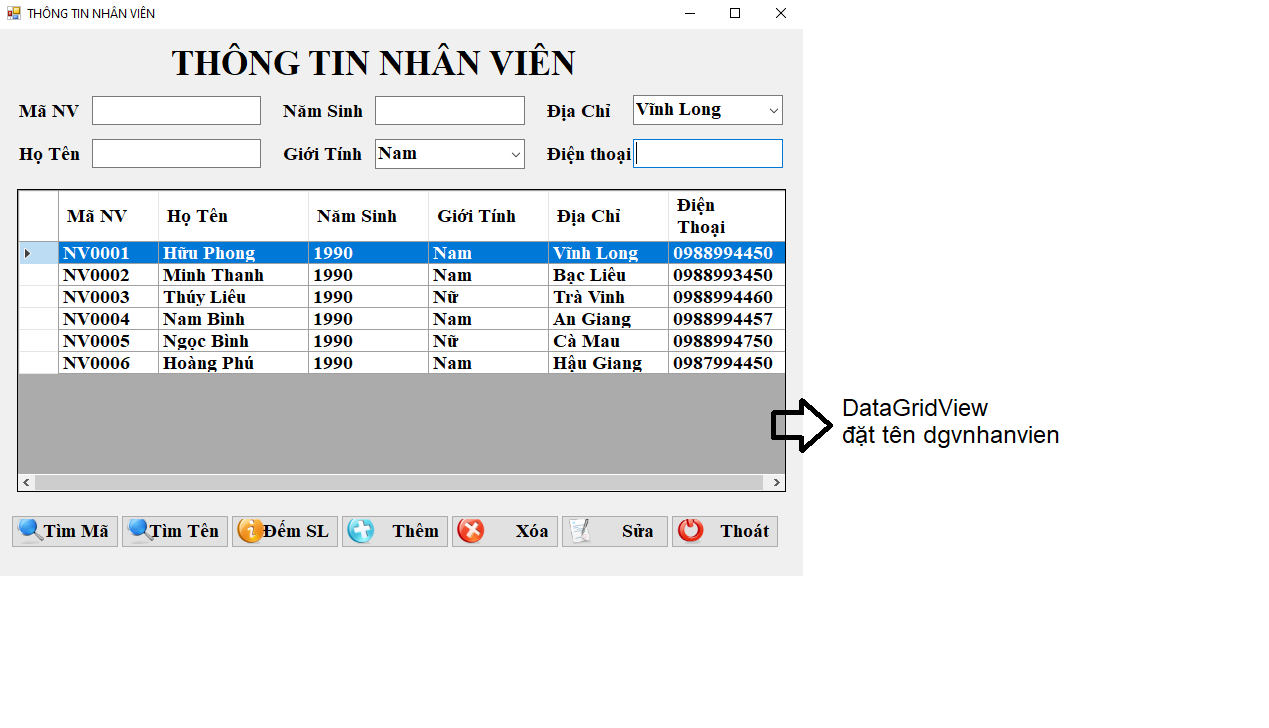 THÔNG TIN NHÂN VIÊN
THÔNG TIN NHÂN VIÊN
Mã NV Năm Sinh Địa Chỉ Vĩnh Long
Họ Tên Giới Tính Nam Điện thoại
Mã NV Họ Tên Năm Sinh Giới Tính Địa Chỉ Điện
Thoại
NV0001 Hữu Phong 1990 Nam Vĩnh Long 0988994450
NV0002 Minh Thanh 1990 Nam Bạc Liêu 0988993450
NV0003 Thúy Liêu 1990 Nữ Trà Vinh 0988994460
NV0004 Nam Bình 1990 Nam An Giang 0988994457
NV0005 Ngọc Bình 1990 Nữ Cà Mau 0988994750
NV0006 Hoàng Phú 1990 Nam Hậu Giang 0987994450
DataGridView
đặt tên dgvnhanvien
Tìm Mã Tìm Tên Đếm SL Thêm Xóa Sửa Thoát